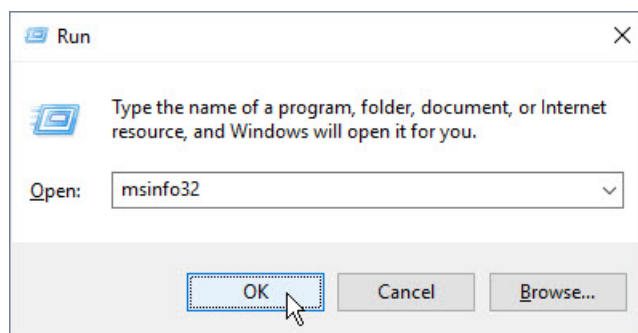 Run
Type the name of a program, folder, document, or Internet
resource, and Windows will open it for you.
Open: msinfo32
OK Cancel Browse...